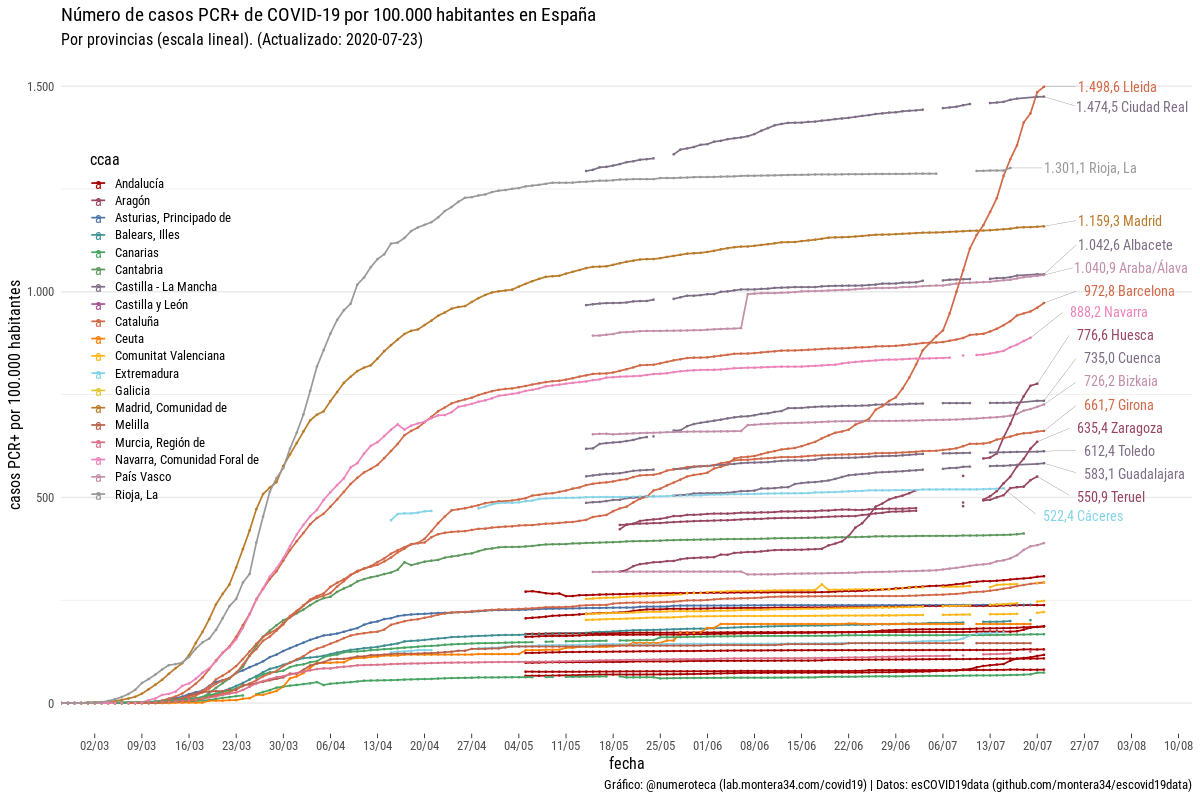 Número de casos PCR+ de COVID-19 por 100.000 habitantes en España
Por provincias (escala lineal). (Actualizado: 2020-07-23)
casos PCR+ por 100.000 habitantes
1.500
1.000
500
0
ccaa
Andalucía
Aragón
Asturias, Principado de
Balears, Illes
Canarias
Cantabria
Castilla - La Mancha
Castilla y León
Cataluña
Ceuta
Comunitat Valenciana
Extremadura
Galicia
Madrid, Comunidad de
Melilla
Murcia, Región de
Navarra, Comunidad Foral de
País Vasco
Rioja, La
1.498,6 Lleida
1.474,5 Ciudad Real
1.301,1 Rioja, La
1.159,3 Madrid
1.042,6 Albacete
1.040,9 Araba/Álava
972,8 Barcelona
888,2 Navarra
776,6 Huesca
735,0 Cuenca
726,2 Bizkaia
661,7 Girona
635,4 Zaragoza
612,4 Toledo
583,1 Guadalajara
550,9 Teruel
522,4 Cáceres
02/03 09/03 16/03 23/03 30/03 06/04 13/04 20/04 27/04 04/05 11/05 18/05 25/05 01/06 08/06 15/06 22/06 29/06 06/07 13/07 20/07 27/07 03/08 10/08
fecha
Gráfico: @numeroteca (lab.montera34.com/covid19) | Datos: esCOVID19data (github.com/montera34/escovid19data)